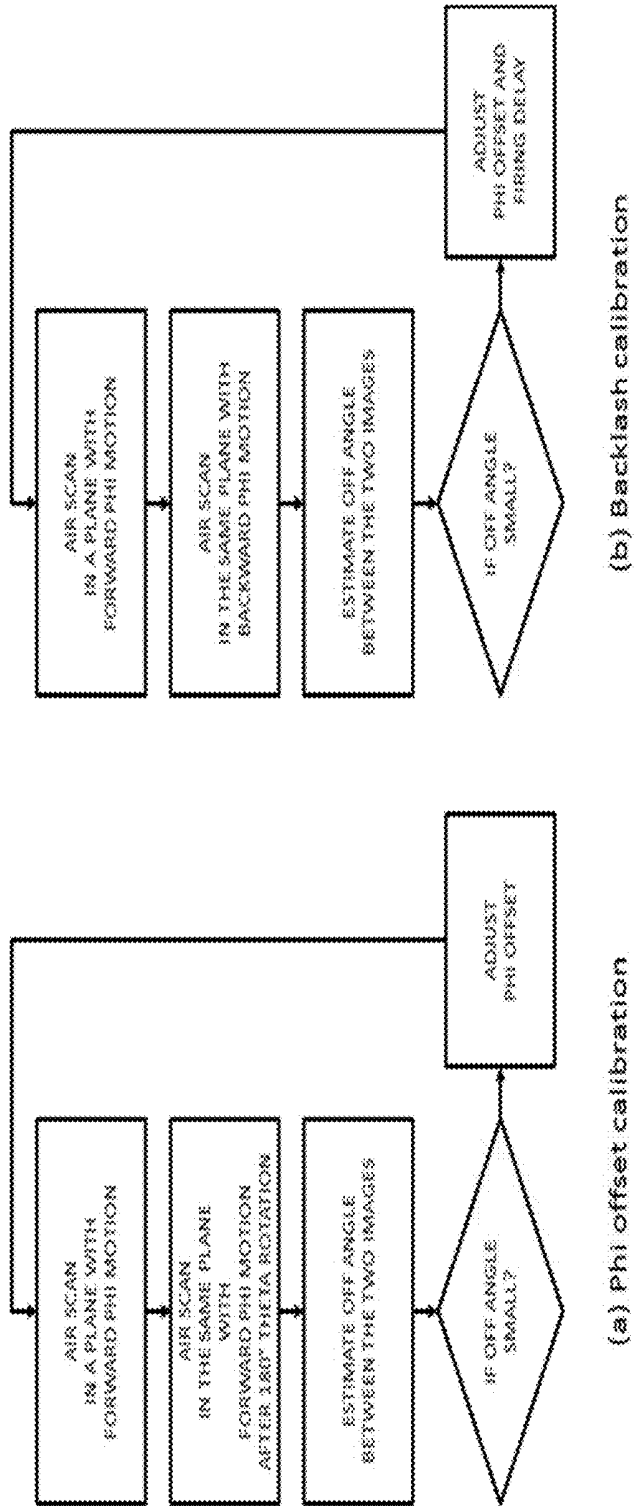 AIR SCAN
IN A PLANE WITH
FORWARD PHI MOTION
AIR SCAN
IN THE SAME PLANE
WITH
FORWARD PHI MOTION
AFTER 180° THETA ROTATION
ESTIMATE OFF ANGLE
BETWEEN THE TWO IMAGES
IF OFF ANGLE
SMALL?
ADJUST
PHI OFFSET
(a) Phi offset calibration
AIR SCAN
IN A PLANE WITH
FORWARD PHI MOTION
AIR SCAN
IN THE SAME PLANE WITH
BACKWARD PHI MOTION
ESTIMATE OFF ANGLE
BETWEEN THE TWO IMAGES
IF OFF ANGLE
SMALL?
ADJUST
PHI OFFSET AND
FIRING DELAY
(b) Backlash calibration